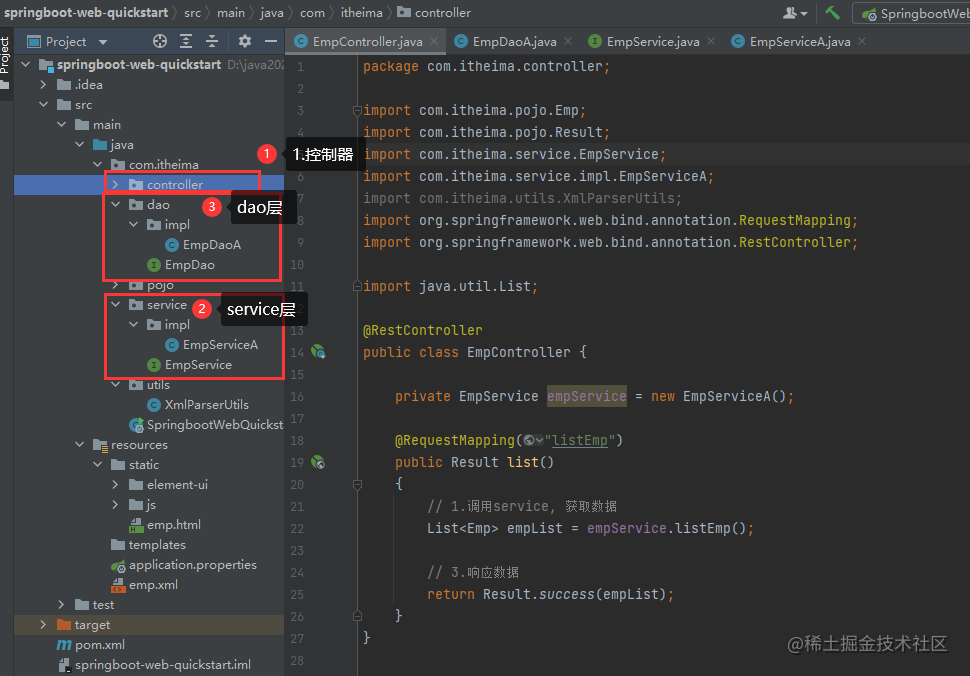 springboot-web-quickstart 〉 src 〉 main 〉 java 〉 com 〉 itheima 〉 controller
SpringbootWeb
Project
Project
EmpController.java × EmpDaoA.java × EmpService.java × EmpServiceA.java ×
springboot-web-quickstart D:\java202
.idea
src
main
java
com.itheima
controller
dao
impl
EmpDaoA
EmpDao
pojo
service
impl
EmpServiceA
EmpService
utils
XmlParserUtils
SpringbootWebQuickst
resources
static
element-ui
js
emp.html
templates
application.properties
emp.xml
test
target
pom.xml
springboot-web-quickstart.iml
1 1.控制器
3 dao层
2 service层
1 package com.itheima.controller;
2
3 import com.itheima.pojo.Emp;
4 import com.itheima.pojo.Result;
import com.itheima.service.EmpService;
6 import com.itheima.service.impl.EmpServiceA;
7 import com.itheima.utils.XmlParserUtils;
8 import org.springframework.web.bind.annotation.RequestMapping;
9 import org.springframework.web.bind.annotation.RestController;
10
11 import java.util.List;
13 @RestController
14 public class EmpController {
15
16 private EmpService empService = new EmpServiceA();
17
18 @RequestMapping("listEmp")
19 public Result list()
20 {
21 // 1.调用service, 获取数据
22 List<Emp> empList = empService.listEmp();
23
24 // 3.响应数据
25 return Result.success(empList);
26 }
27 }
28
@稀土掘金技术社区